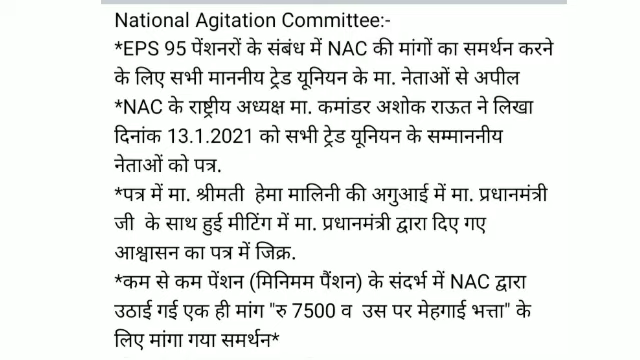 National Agitation Committee:-
*EPS 95 पेंशनरों के संबंध में NAC की मांगों का समर्थन करने
के लिए सभी माननीय ट्रेड यूनियन के मा. नेताओं से अपील
*NAC के राष्ट्रीय अध्यक्ष मा. कमांडर अशोक राऊत ने लिखा
दिनांक 13.1.2021 को सभी ट्रेड यूनियन के सम्माननीय
नेताओं को पत्र.
*पत्र में मा. श्रीमती हेमा मालिनी की अगुआई में मा. प्रधानमंत्री
जी के साथ हुई मीटिंग में मा. प्रधानमंत्री द्वारा दिए गए
आश्वासन का पत्र में जिक्र.
*कम से कम पेंशन (मिनिमम पैंशन) के संदर्भ में NAC द्वारा
उठाई गई एक ही मांग "रु 7500 व उस पर मेहगाई भत्ता" के
लिए मांगा गया समर्थन*